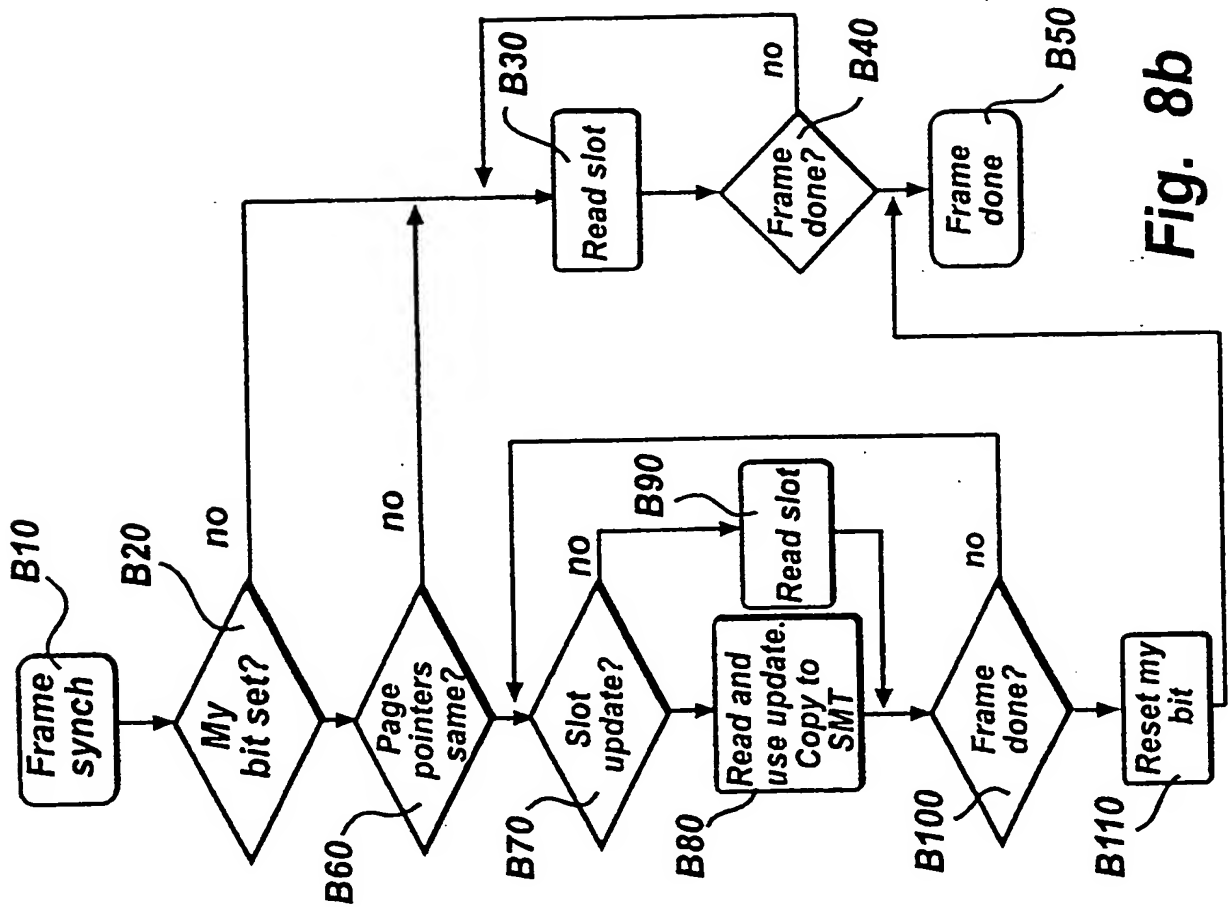 B10
Frame
synch
B20
My
bit set?
no
B60
Page
pointers
same?
no
B70
Slot
update?
no
B90
Read slot
B80
Read and
use update.
Copy to
SMT
B100
Frame
done?
no
B110
Reset my
bit
B30
Read slot
B40
Frame
done?
no
B50
Frame
done
Fig. 8b